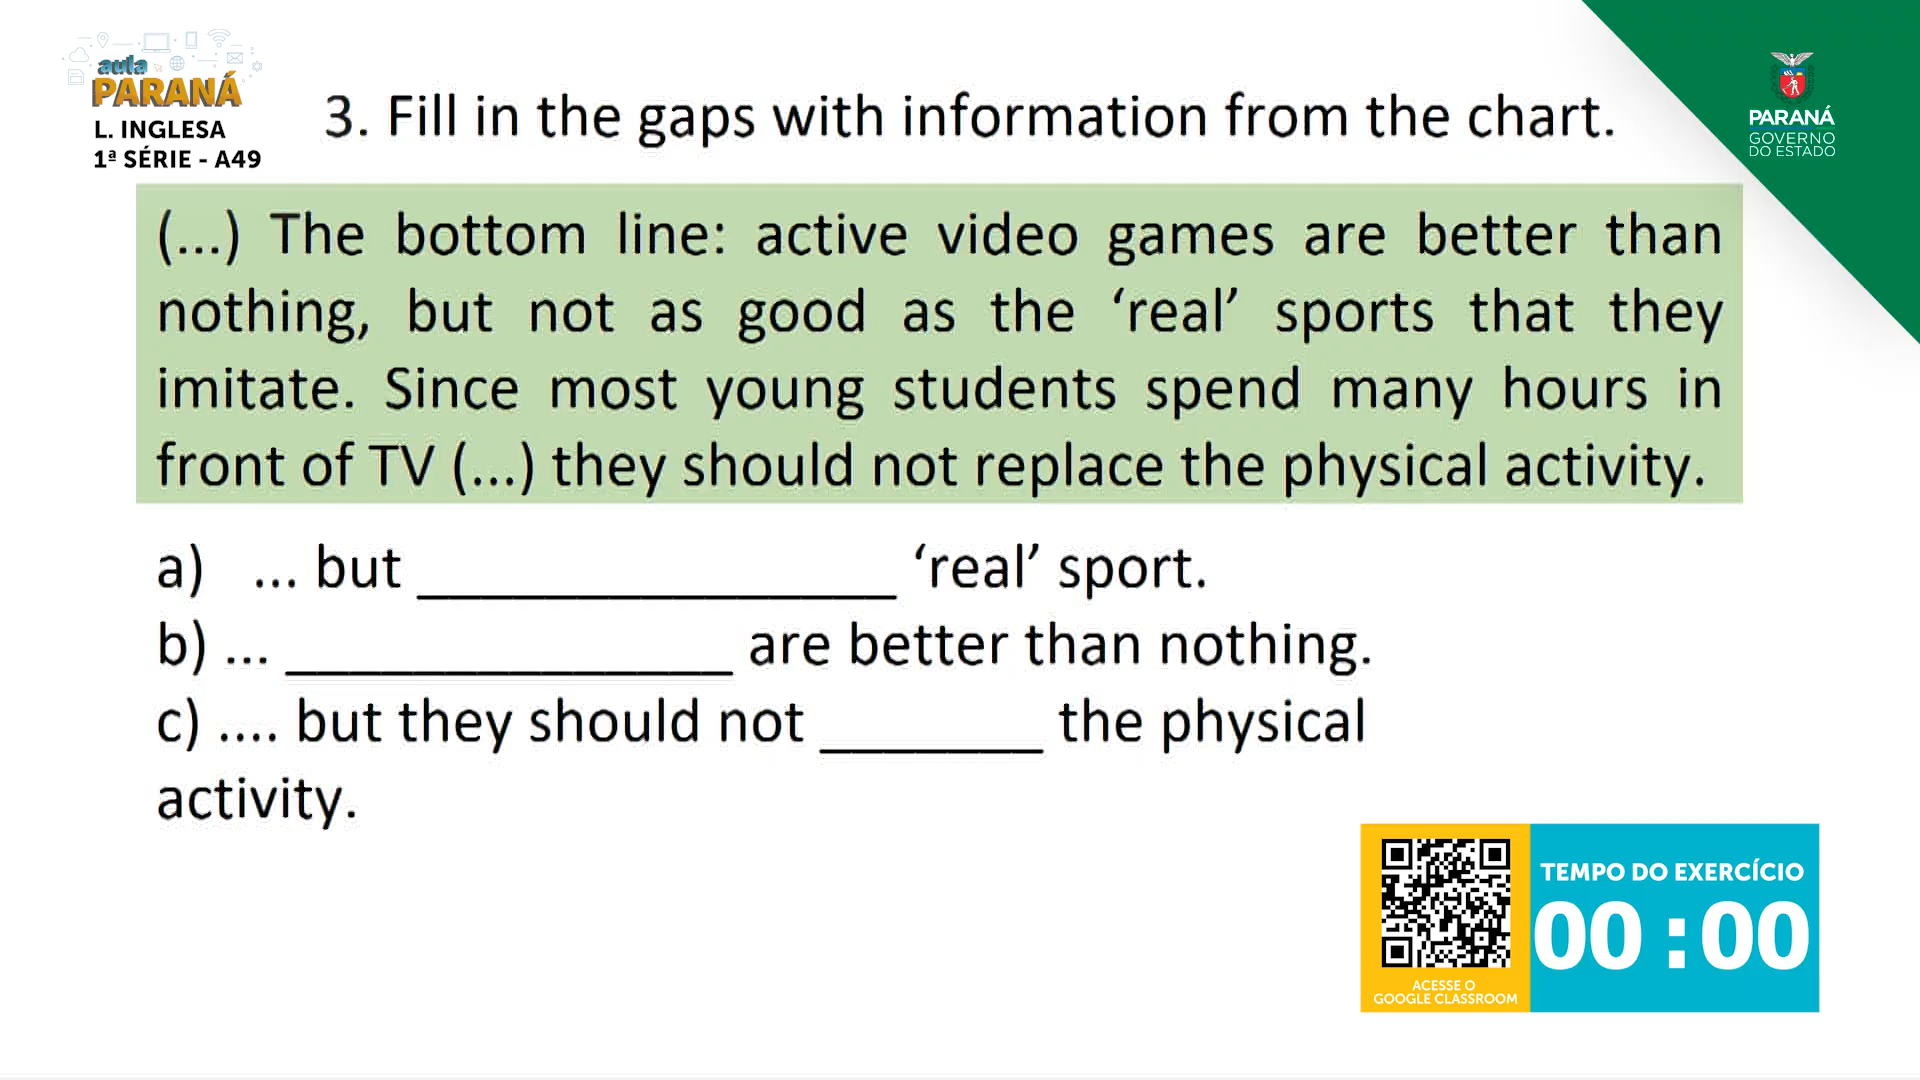 aula
PARANÁ
L. INGLESA
1ª SÉRIE - A49
3. Fill in the gaps with information from the chart.
PARANÁ
GOVERNO
DO ESTADO
(...) The bottom line: active video games are better than
nothing, but not as good as the ‘real’ sports that they
imitate. Since most young students spend many hours in
front of TV (...) they should not replace the physical activity.
a) ... but _______________ ‘real’ sport.
b) ... ______________ are better than nothing.
c) .... but they should not _______ the physical
activity.
TEMPO DO EXERCÍCIO
00:00
ACESSE O
GOOGLE CLASSROOM